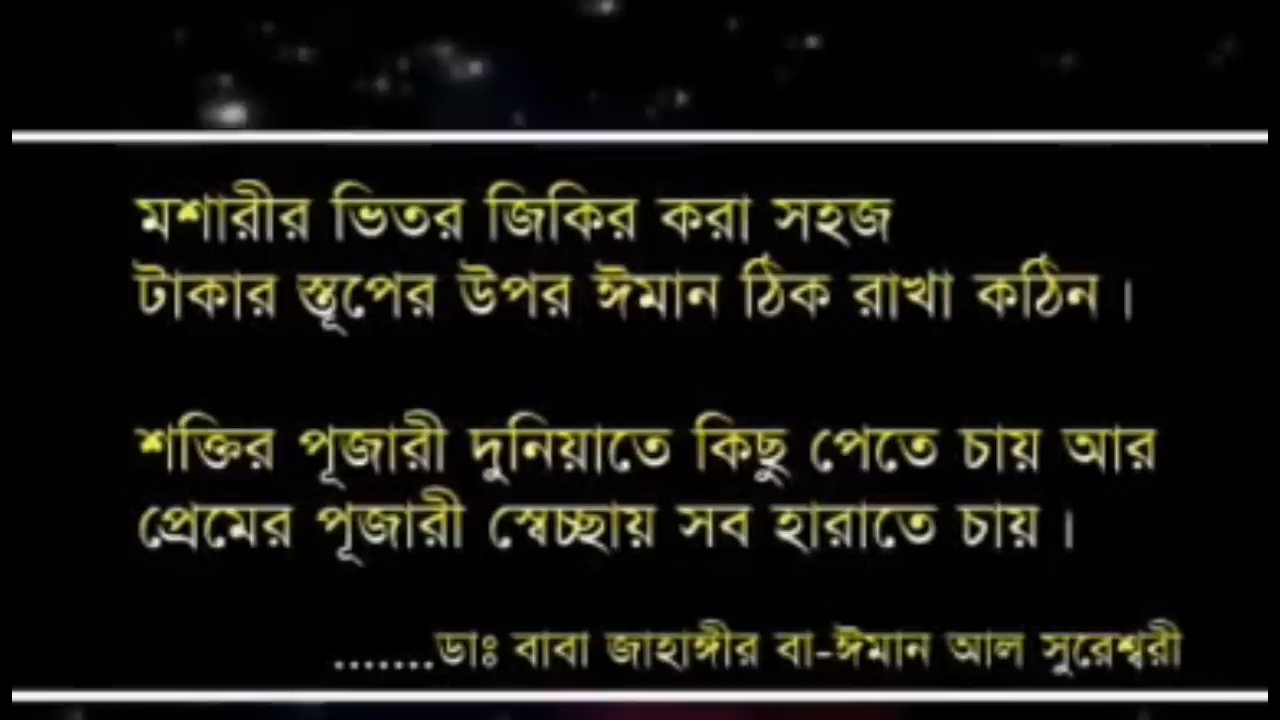 মশারীর ভিতর জিকির করা সহজ
টাকার স্তূপের উপর ঈমান ঠিক রাখা কঠিন।
শক্তির পূজারী দুনিয়াতে কিছু পেতে চায় আর
প্রেমের পূজারী স্বেচ্ছায় সব হারাতে চায়।
.......ডাঃ বাবা জাহাঙ্গীর বা-ঈমান আল সুরেশ্বরী